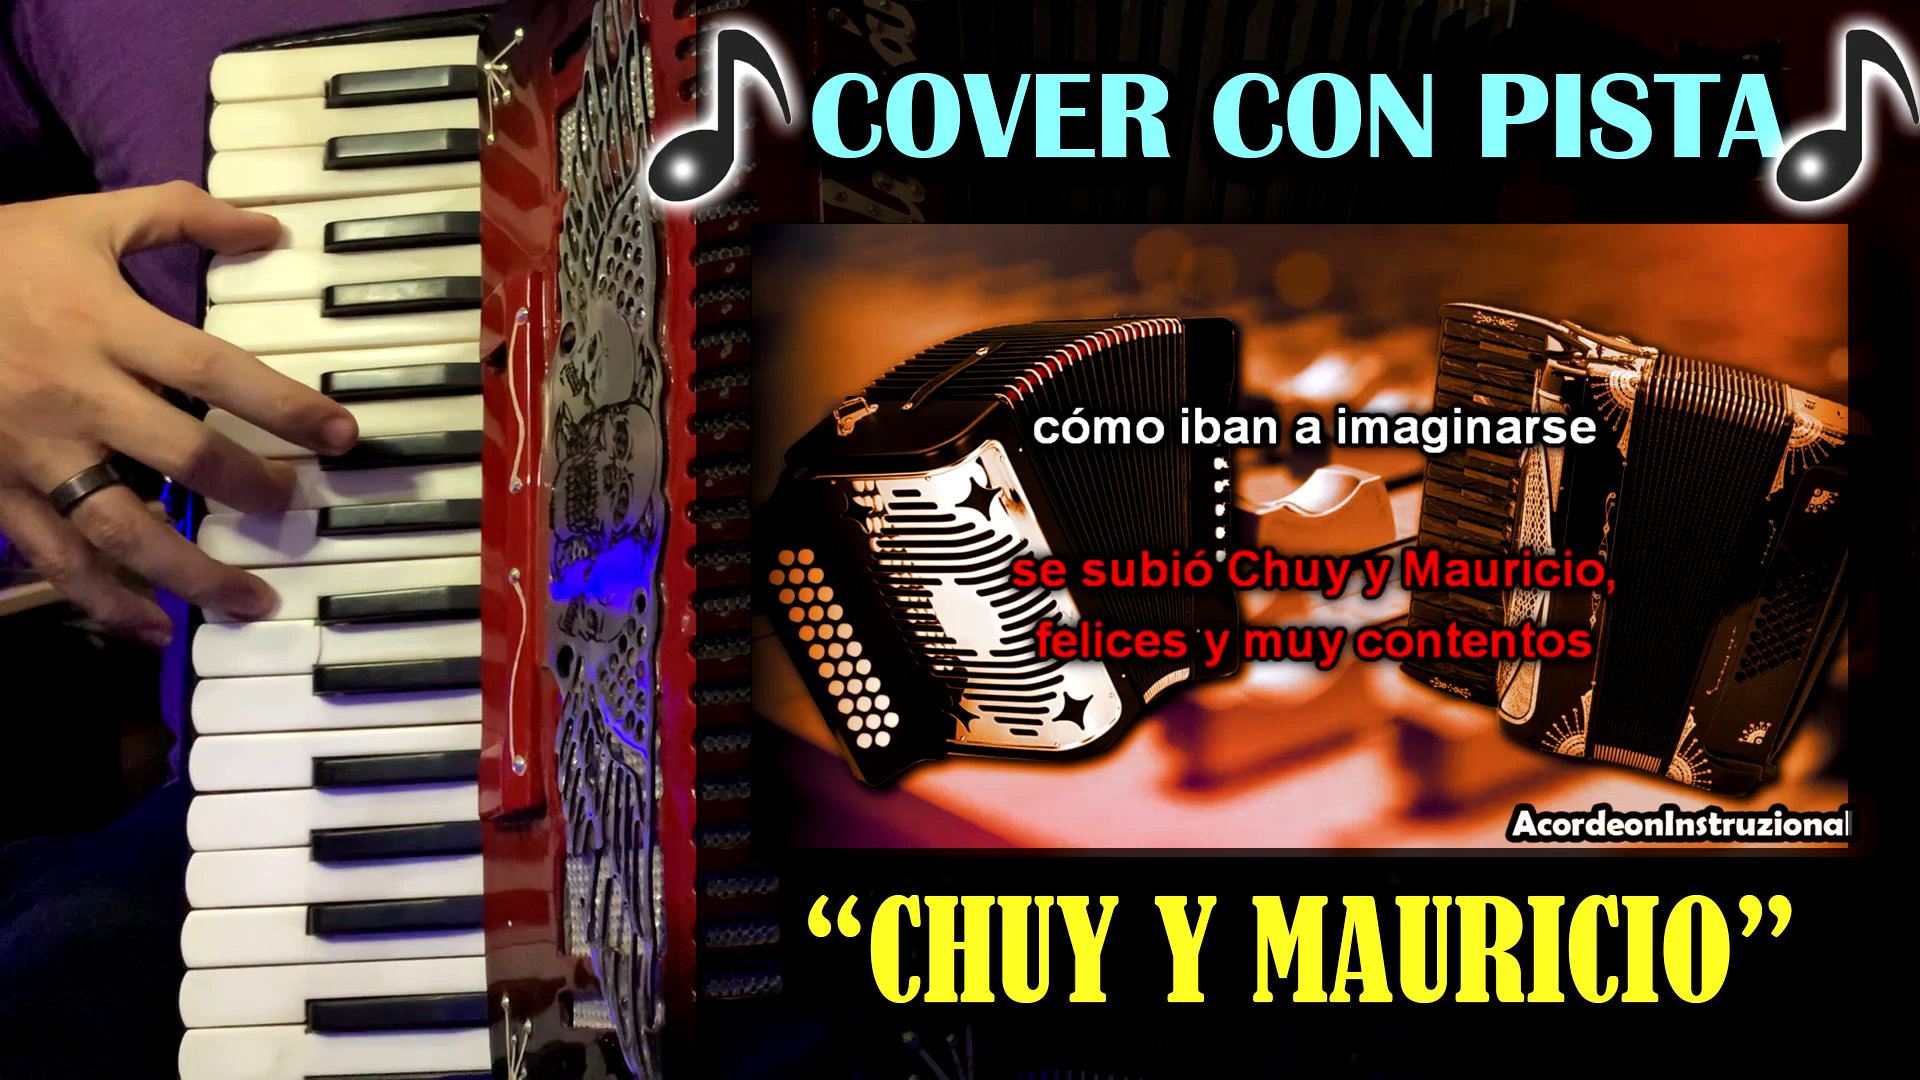 COVER CON PISTA
cómo iban a imaginarse
se subió Chuy y Mauricio,
felices y muy contentos
AcordeonInstruzional
“CHUY Y MAURICIO”